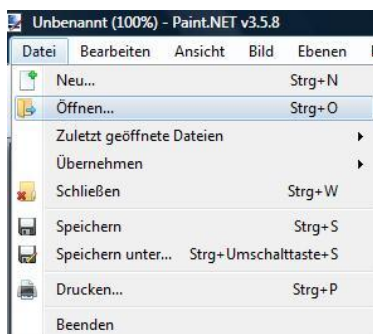 Unbenannt (100%) - Paint.NET v3.5.8
Datei Bearbeiten Ansicht Bild Ebenen
Neu... Strg+N
Öffnen... Strg+O
Zuletzt geöffnete Dateien
Übernehmen
Schließen Strg+W
Speichern Strg+S
Speichern unter... Strg+Umschalttaste+S
Drucken... Strg+P
Beenden